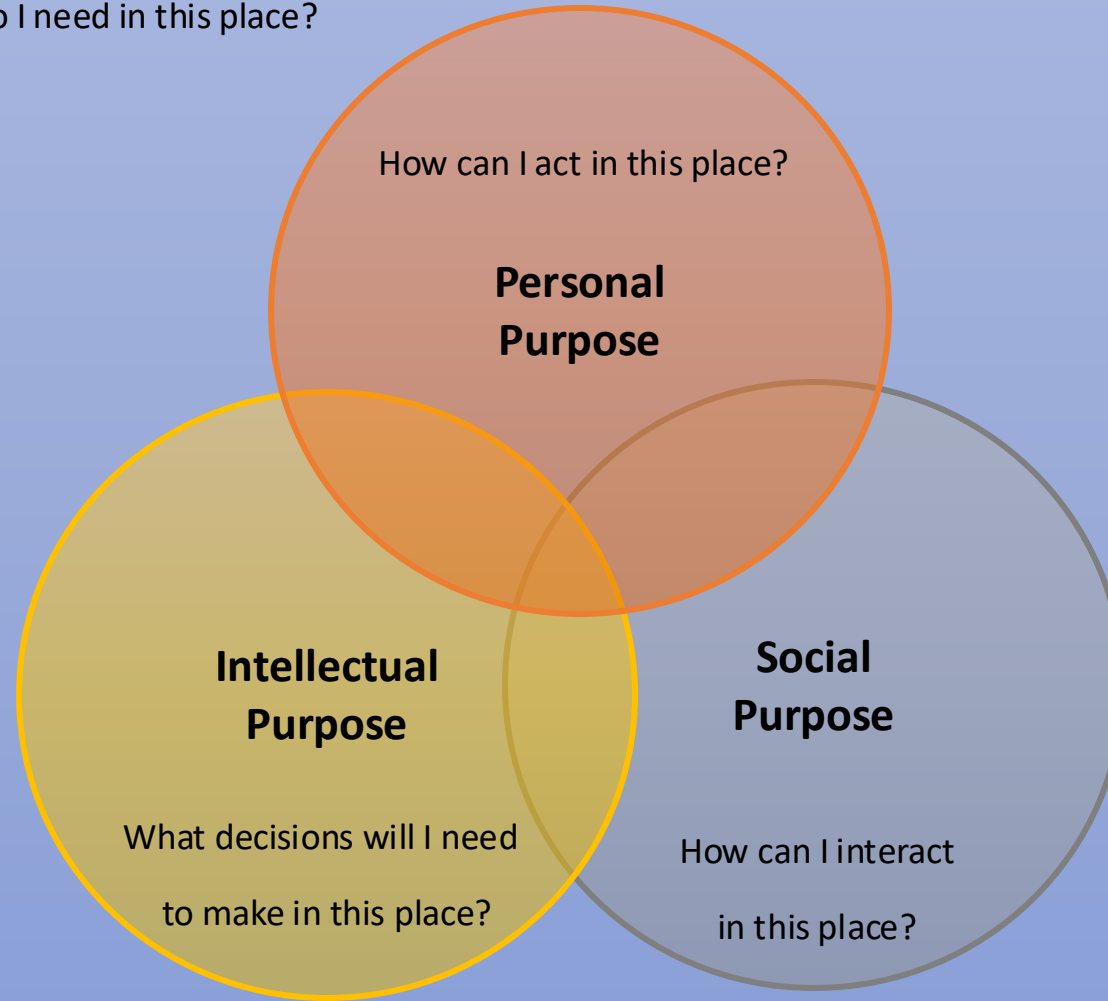 I need in this place?
How can I act in this place?
Personal
Purpose
Intellectual
Purpose
What decisions will I need
to make in this place?
Social
Purpose
How can I interact
in this place?